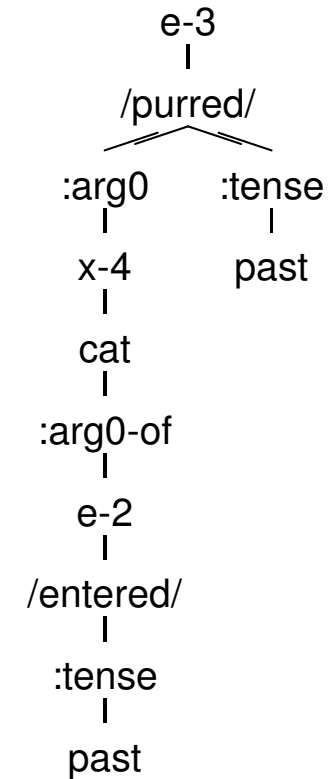 e-3
/purred/
:arg0 :tense
x-4 past
cat
:arg0-of
e-2
/entered/
:tense
past